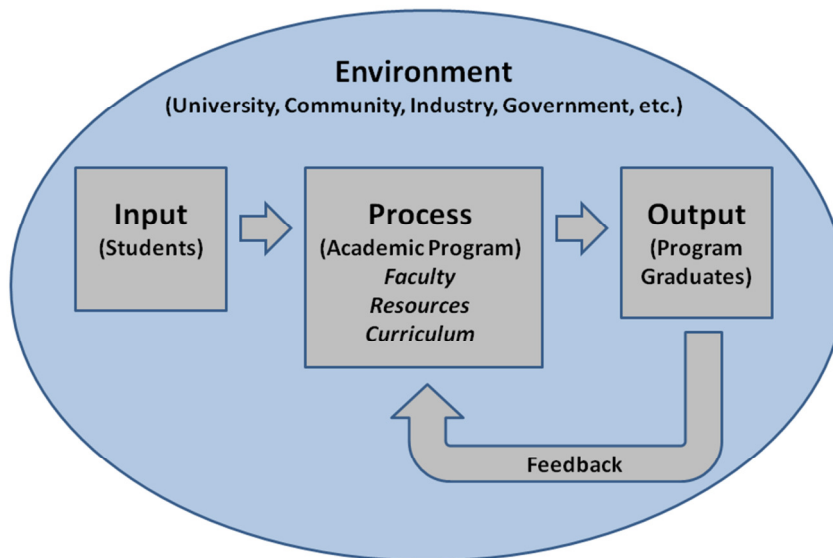 Environment
(University, Community, Industry, Government, etc.)
Input
(Students)
Process
(Academic Program)
Faculty
Resources
Curriculum
Output
(Program
Graduates)
Feedback